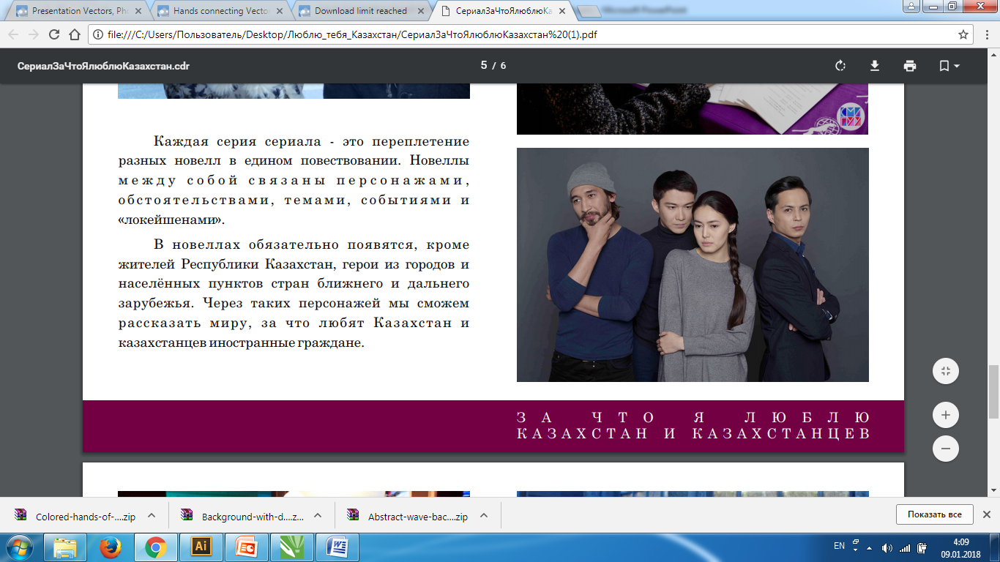 Presentation Vectors, Pho
Hands connecting Vecto
Download limit reached
СериалЗаЧтоЯлюблюКа
Microsoft PowerPoint
file:///C:/Users/Пользователь/Desktop/Люблю_тебя_Казахстан/СериалЗаЧтоЯлюблюКазахстан%20(1).pdf
СериалЗаЧтоЯлюблюКазахстан.cdr
5 / 6
Каждая серия сериала - это переплетение
разных новелл в едином повествовании. Новеллы
между собой связаны персонажами,
обстоятельствами, темами, событиями и
«локейшенами».
В новеллах обязательно появятся, кроме
жителей Республики Казахстан, герои из городов и
населённых пунктов стран ближнего и дальнего
зарубежья. Через таких персонажей мы сможем
рассказать миру, за что любят Казахстан и
казахстанцев иностранные граждане.
ЗА ЧТО Я ЛЮБЛЮ
КАЗАХСТАН И КАЗАХСТАНЦЕВ
Colored-hands-of-....zip
Background-with-d....z...
Abstract-wave-bac....zip
Показать все
Ai
EN
4:09
09.01.2018